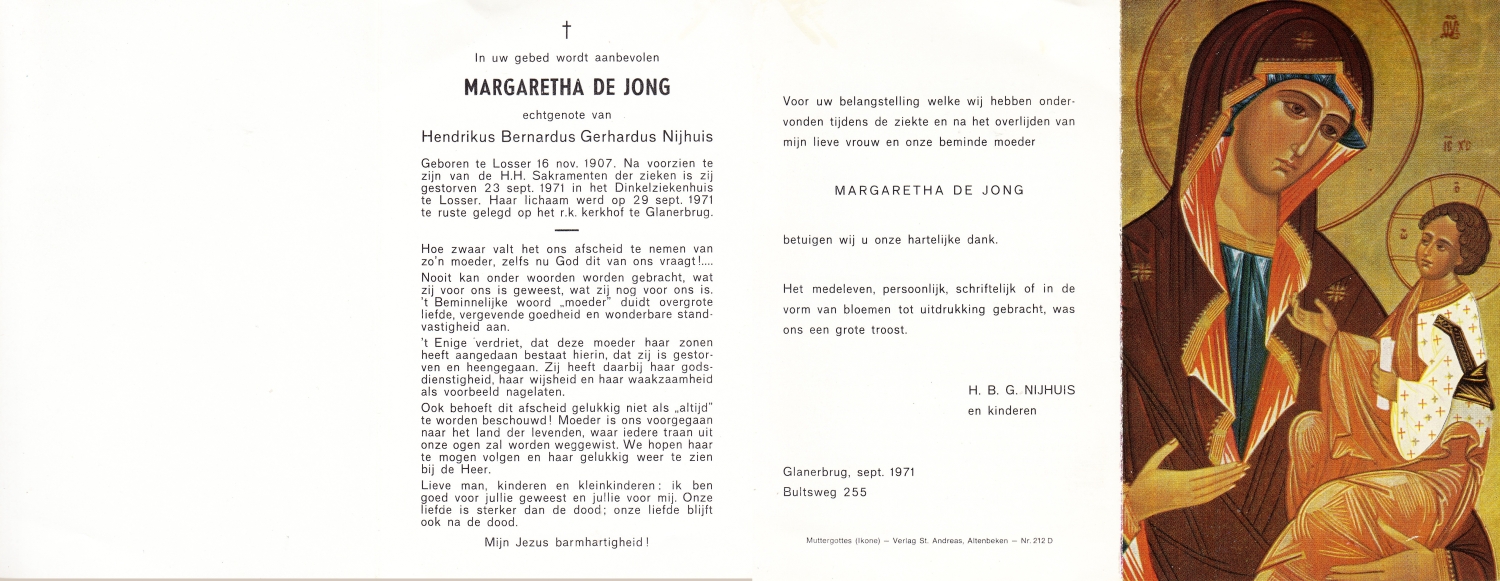 †
In uw gebed wordt aanbevolen
MARGARETHA DE JONG
echtgenote van
Hendrikus Bernardus Gerhardus Nijhuis
Geboren te Losser 16 nov. 1907. Na voorzien te
zijn van de H.H. Sakramenten der zieken is zij
gestorven 23 sept. 1971 in het Dinkelziekenhuis
te Losser. Haar lichaam werd op 29 sept. 1971
te ruste gelegd op het r.k. kerkhof te Glanerbrug.
Hoe zwaar valt het ons afscheid te nemen van
zo'n moeder, zelfs nu God dit van ons vraagt!....
Nooit kan onder woorden worden gebracht, wat
zij voor ons is geweest, wat zij nog voor ons is.
't Beminnelijke woord „moeder” duidt overgrote
liefde, vergevende goedheid en wonderbare stand-
vastigheid aan.
't Enige verdriet, dat deze moeder haar zonen
heeft aangedaan bestaat hierin, dat zij is gestor-
ven en heengegaan. Zij heeft daarbij haar gods-
dienstigheid, haar wijsheid en haar waakzaamheid
als voorbeeld nagelaten.
Ook behoeft dit afscheid gelukkig niet als „altijd”
te worden beschouwd! Moeder is ons voorgegaan
naar het land der levenden, waar iedere traan uit
onze ogen zal worden weggewist. We hopen haar
te mogen volgen en haar gelukkig weer te zien
bij de Heer.
Lieve man, kinderen en kleinkinderen: ik ben
goed voor jullie geweest en jullie voor mij. Onze
liefde is sterker dan de dood; onze liefde blijft
ook na de dood.
Mijn Jezus barmhartigheid!
Voor uw belangstelling welke wij hebben onder-
vonden tijdens de ziekte en na het overlijden van
mijn lieve vrouw en onze beminde moeder
MARGARETHA DE JONG
betuigen wij u onze hartelijke dank.
Het medeleven, persoonlijk, schriftelijk of in de
vorm van bloemen tot uitdrukking gebracht, was
ons een grote troost.
H. B. G. NIJHUIS
en kinderen
Glanerbrug, sept. 1971
Bultsweg 255
Muttergottes (Ikone) — Verlag St. Andreas, Altenbeken — Nr. 212 D